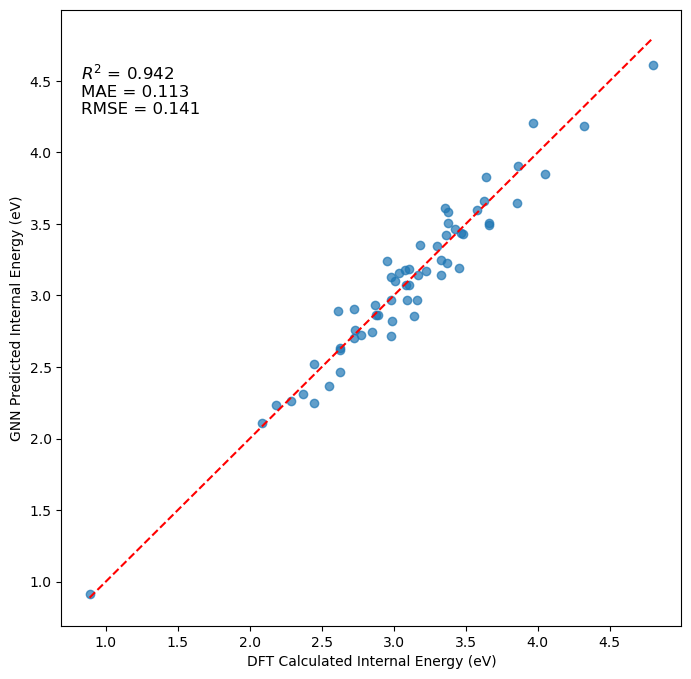 R² = 0.942
MAE = 0.113
RMSE = 0.141
4.5
4.0
3.5
3.0
2.5
2.0
1.5
1.0
GNN Predicted Internal Energy (eV)
1.0 1.5 2.0 2.5 3.0 3.5 4.0 4.5
DFT Calculated Internal Energy (eV)